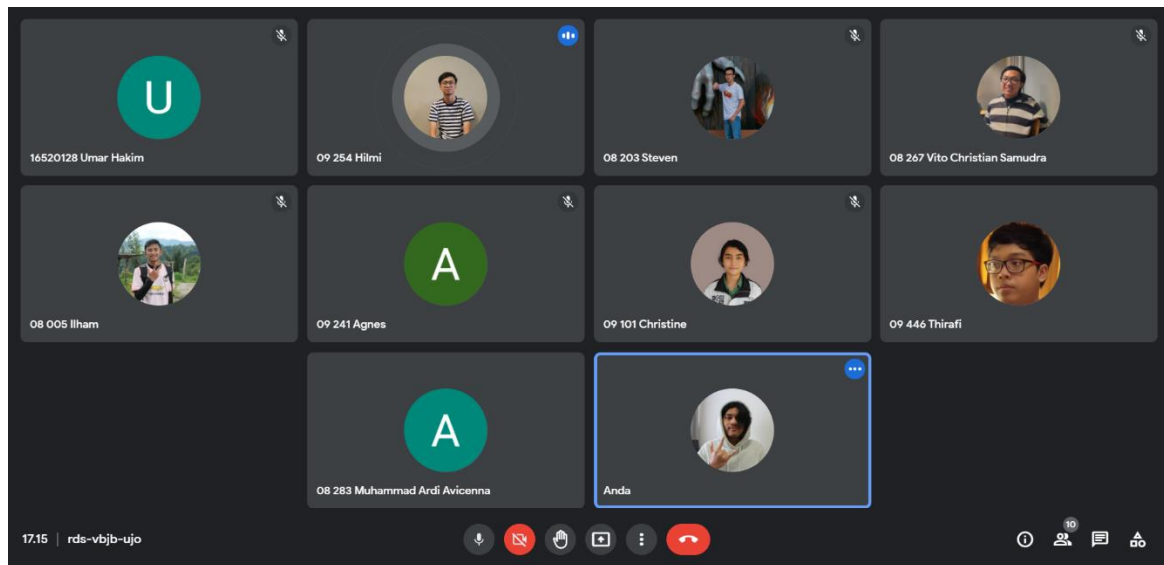 U
16520128 Umar Hakim
09 254 Hilmi
08 203 Steven
08 267 Vito Christian Samudra
08 005 Ilham
A
09 241 Agnes
09 101 Christine
09 446 Thirafi
A
08 283 Muhammad Ardi Avicenna
Anda
17.15 | rds-vbjb-ujo
10